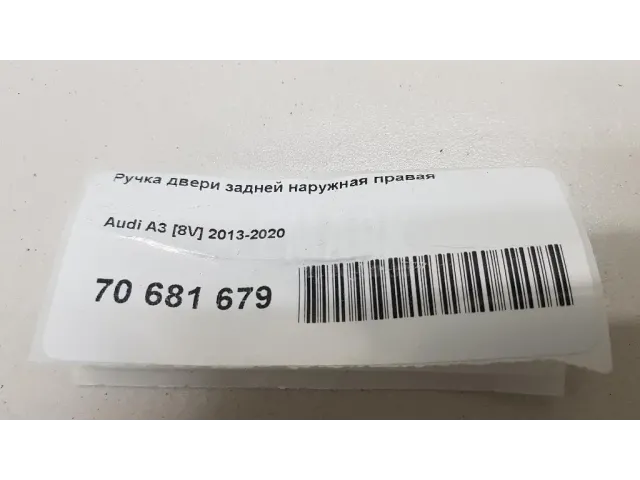 Ручка двери задней наружная правая
Audi A3 [8V] 2013-2020
70 681 679